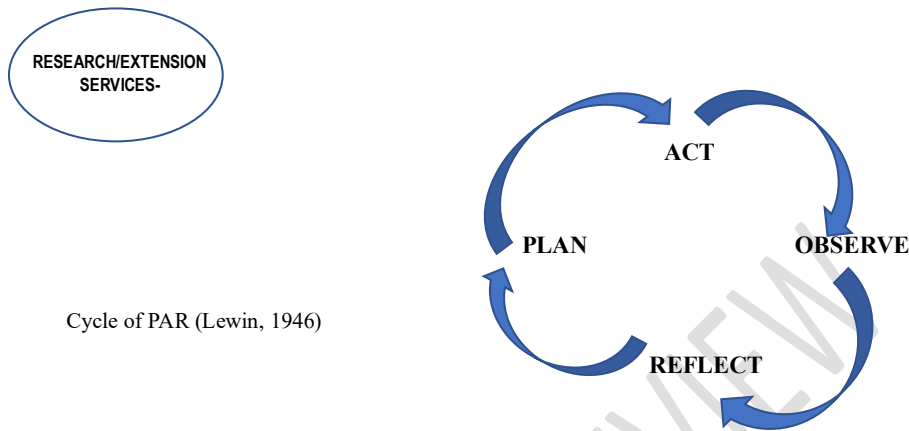 RESEARCH/EXTENSION
SERVICES-
ACT
PLAN
OBSERVE
Cycle of PAR (Lewin, 1946)
REFLECT